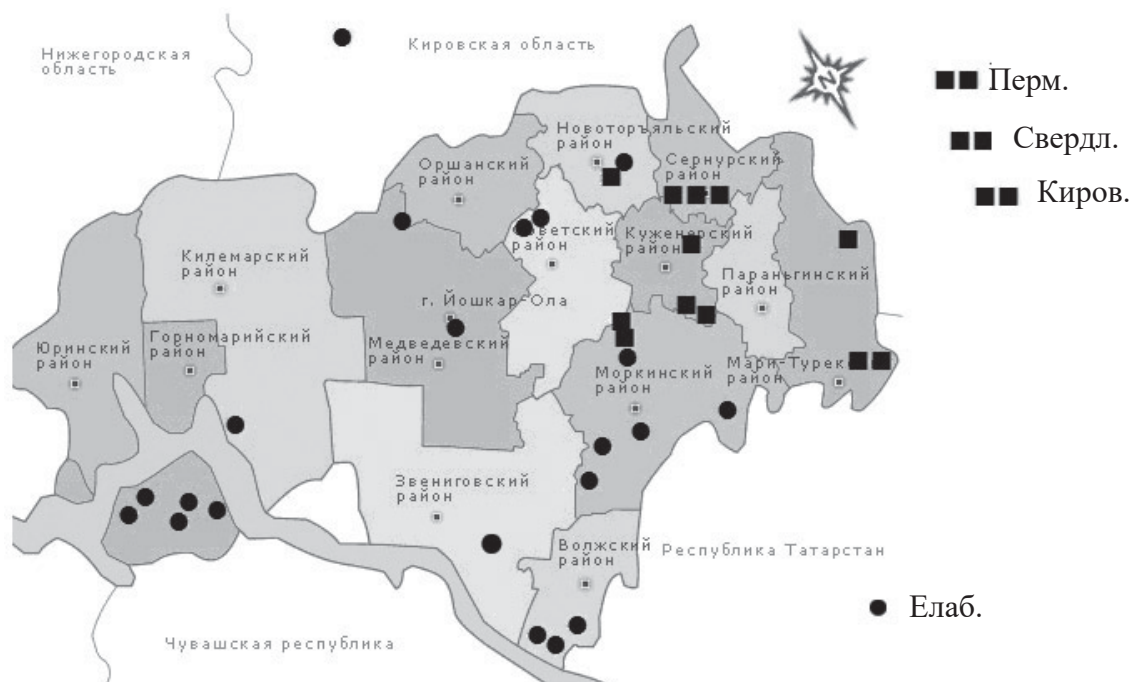 Нижегородская
область
Кировская область
Перм.
Свердл.
Киров.
Новоторъяльский
район
Оршанский
район
Сернурский
район
Советский
район
Куженерский
район
Килемарский
район
Параньгинский
район
г. Йошкар-Ола
Горномарийский
район
Юринский
район
Медведевский
район
Моркинский
район
Мари-Турек
район
Звениговский
район
Волжский
район
Республика Татарстан
Елаб.
Чувашская республика
N